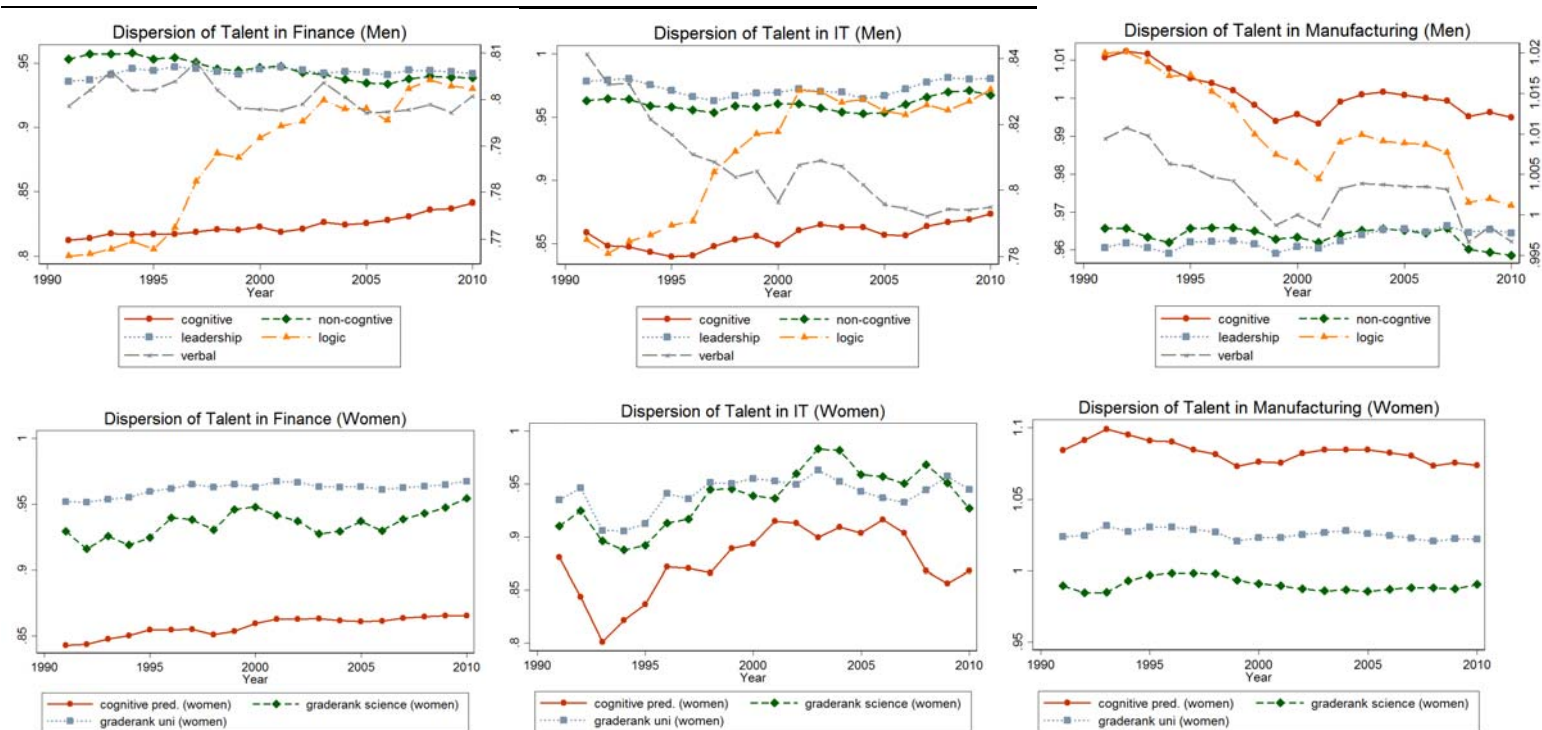 Dispersion of Talent in Finance (Men)
.95
.9
.85
.8
.81
.8
.79
.78
.77
1990 1995 2000 2005 2010
Year
cognitive non-cogntive
leadership logic
verbal
Dispersion of Talent in IT (Men)
1
.95
.9
.85
.84
.82
.8
.78
1990 1995 2000 2005 2010
Year
cognitive non-cogntive
leadership logic
verbal
Dispersion of Talent in Manufacturing (Men)
1.01
1
.99
.98
.97
.96
1.02
1.015
1.01
1.005
1
.995
1990 1995 2000 2005 2010
Year
cognitive non-cogntive
leadership logic
verbal
Dispersion of Talent in Finance (Women)
1
.95
.9
.85
1990 1995 2000 2005 2010
Year
cognitive pred. (women) graderank science (women)
graderank uni (women)
Dispersion of Talent in IT (Women)
1
.95
.9
.85
.8
1990 1995 2000 2005 2010
Year
cognitive pred. (women) graderank science (women)
graderank uni (women)
Dispersion of Talent in Manufacturing (Women)
1.1
1.05
1
.95
1990 1995 2000 2005 2010
Year
cognitive pred. (women) graderank science (women)
graderank uni (women)